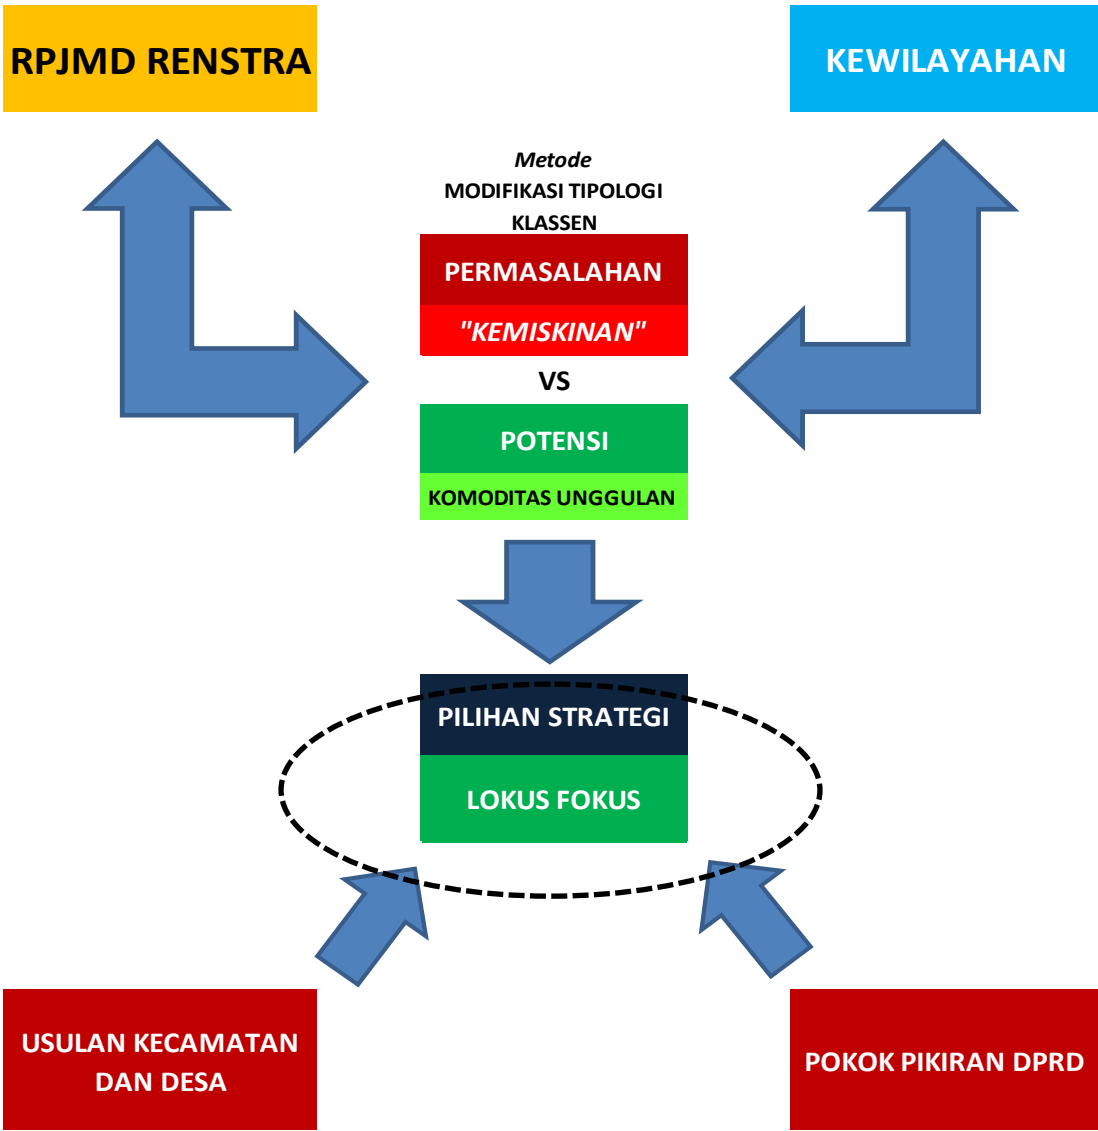 RPJMD RENSTRA
KEWILAYAHAN
Metode
MODIFIKASI TIPOLOGI
KLASSEN
PERMASALAHAN
"KEMISKINAN"
VS
POTENSI
KOMODITAS UNGGULAN
PILIHAN STRATEGI
LOKUS FOKUS
USULAN KECAMATAN
DAN DESA
POKOK PIKIRAN DPRD